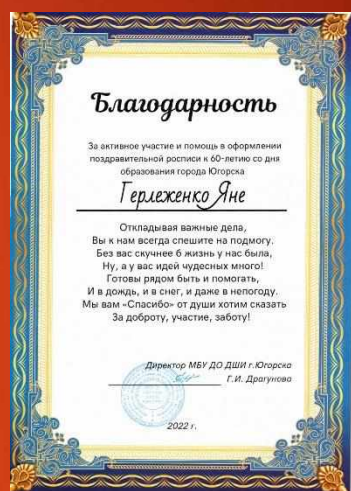 Благодарность
За активное участие и помощь в оформлении
поздравительной росписи к 60-летию со дня
образования города Югорска
Герлеженко Яне
Откладывая важные дела,
Вы к нам всегда спешите на подмогу.
Без вас скучнее б жизнь у нас была,
Ну, а у вас идей чудесных много!
Готовы рядом быть и помогать,
И в дождь, и в снег, и даже в непогоду.
Мы вам «Спасибо» от души хотим сказать
За доброту, участие, заботу!
Директор МБУ ДО ДШИ г.Югорска
Г.И. Драгунова
2022 г.